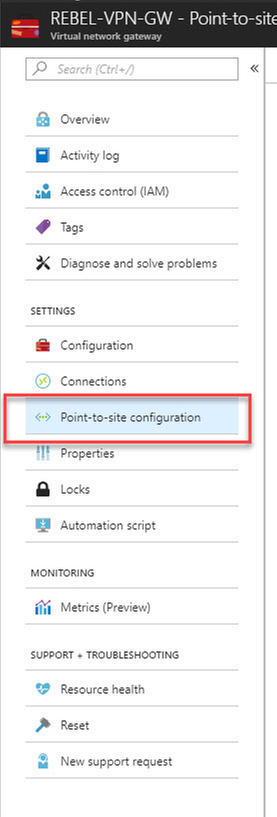 REBEL-VPN-GW - Point-to-site
Virtual network gateway
Search (Ctrl+/)
Overview
Activity log
Access control (IAM)
Tags
Diagnose and solve problems
SETTINGS
Configuration
Connections
Point-to-site configuration
Properties
Locks
Automation script
MONITORING
Metrics (Preview)
SUPPORT + TROUBLESHOOTING
Resource health
Reset
New support request